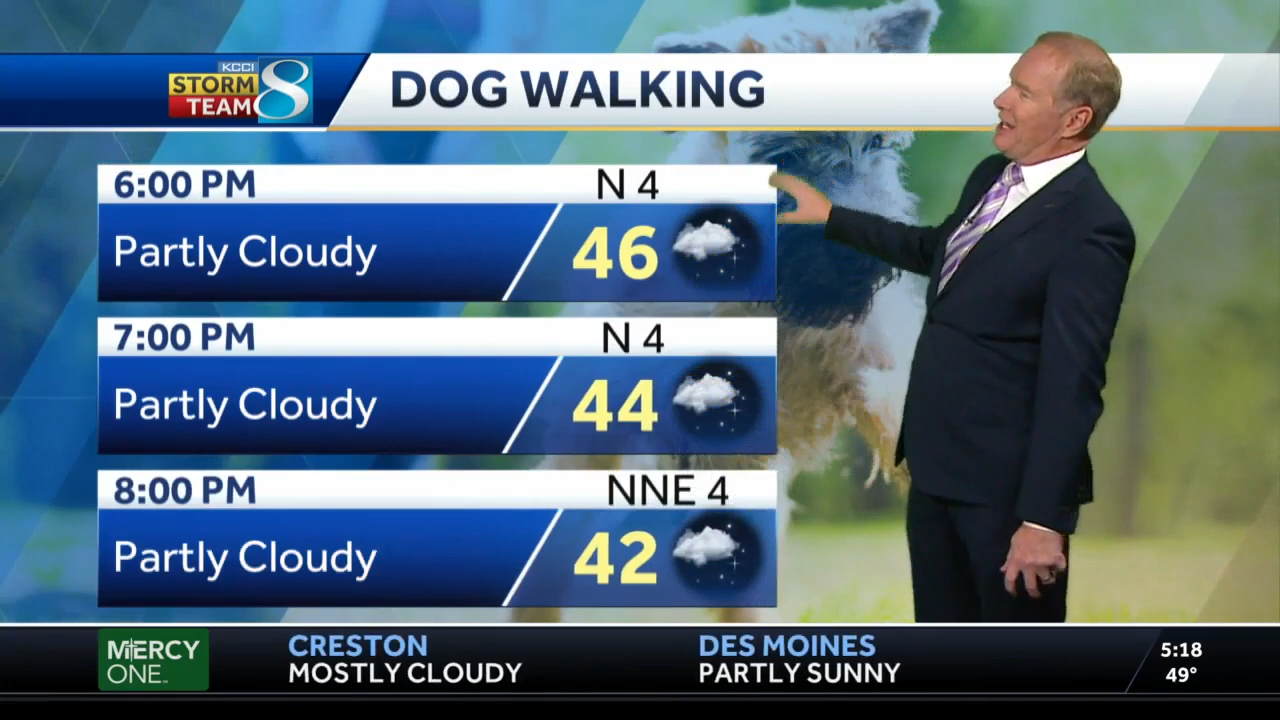 KCCI
STORM
TEAM 8
DOG WALKING
6:00 PM N 4
Partly Cloudy 46
7:00 PM N 4
Partly Cloudy 44
8:00 PM NNE 4
Partly Cloudy 42
MERCY
ONE
CRESTON
MOSTLY CLOUDY
DES MOINES
PARTLY SUNNY
5:18
49°